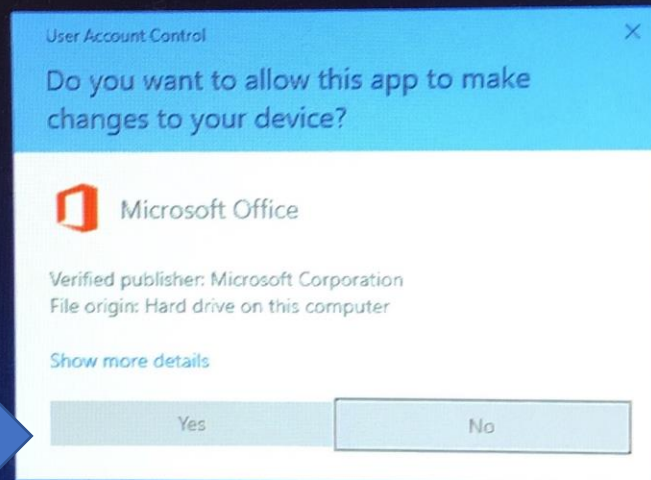 User Account Control
Do you want to allow this app to make
changes to your device?
Microsoft Office
Verified publisher: Microsoft Corporation
File origin: Hard drive on this computer
Show more details
Yes
No